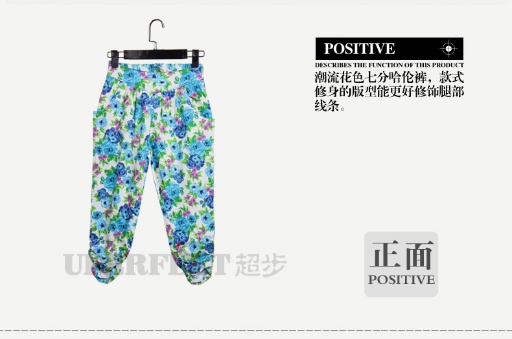 POSITIVE
DESCRIBES THE FUNCTION OF THIS PRODUCT
潮流花色七分哈伦裤，款式
修身的版型能更好修饰腿部
线条。
超步
正面
POSITIVE